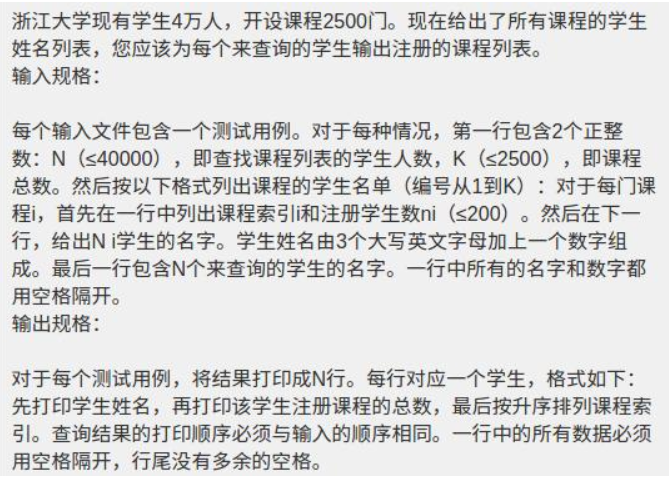 浙江大学现有学生4万人，开设课程2500门。现在给出了所有课程的学生
姓名列表，您应该为每个来查询的学生输出注册的课程列表。
输入规格：
每个输入文件包含一个测试用例。对于每种情况，第一行包含2个正整
数：N（≤40000），即查找课程列表的学生人数，K（≤2500），即课程
总数。然后按以下格式列出课程的学生名单（编号从1到K）：对于每门课
程i，首先在一行中列出课程索引i和注册学生数ni（≤200）。然后在下一
行，给出N i学生的名字。学生姓名由3个大写英文字母加上一个数字组
成。最后一行包含N个来查询的学生的名字。一行中所有的名字和数字都
用空格隔开。
输出规格：
对于每个测试用例，将结果打印成N行。每行对应一个学生，格式如下：
先打印学生姓名，再打印该学生注册课程的总数，最后按升序排列课程索
引。查询结果的打印顺序必须与输入的顺序相同。一行中的所有数据必须
用空格隔开，行尾没有多余的空格。